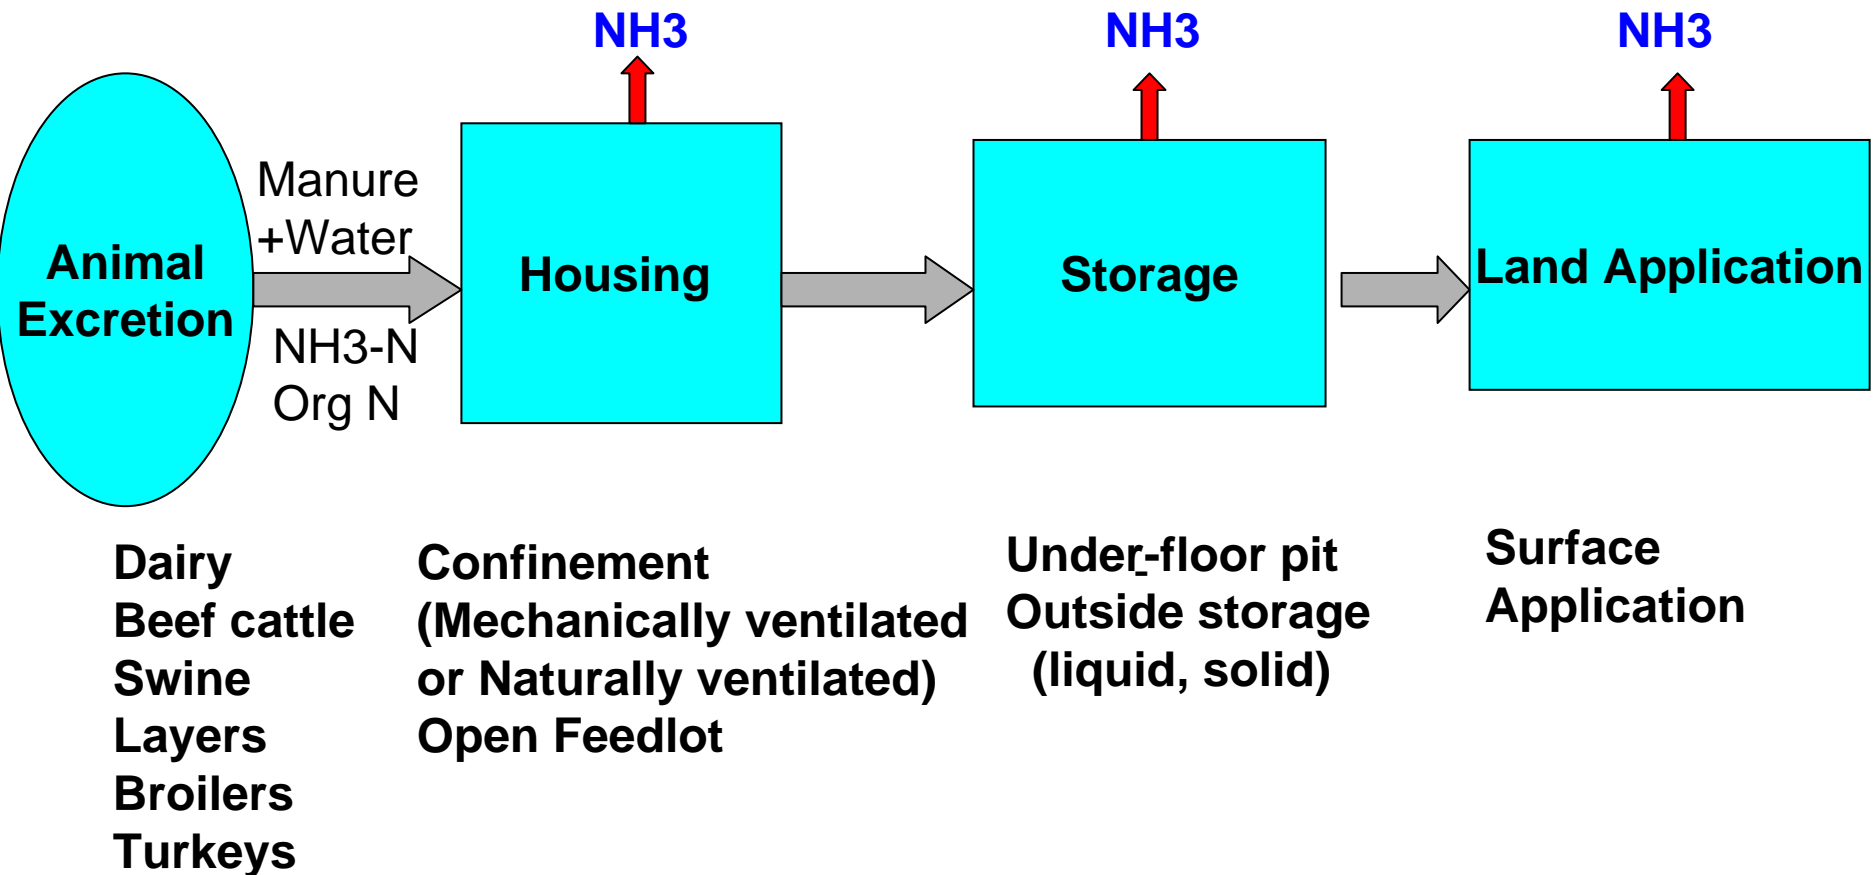 NH3
NH3
NH3
Animal
Excretion
Manure
+Water
NH3-N
Org N
Housing
Storage
Land Application
Dairy
Beef cattle
Swine
Layers
Broilers
Turkeys
Confinement
(Mechanically ventilated
or Naturally ventilated)
Open Feedlot
Under-floor pit
Outside storage
(liquid, solid)
Surface
Application